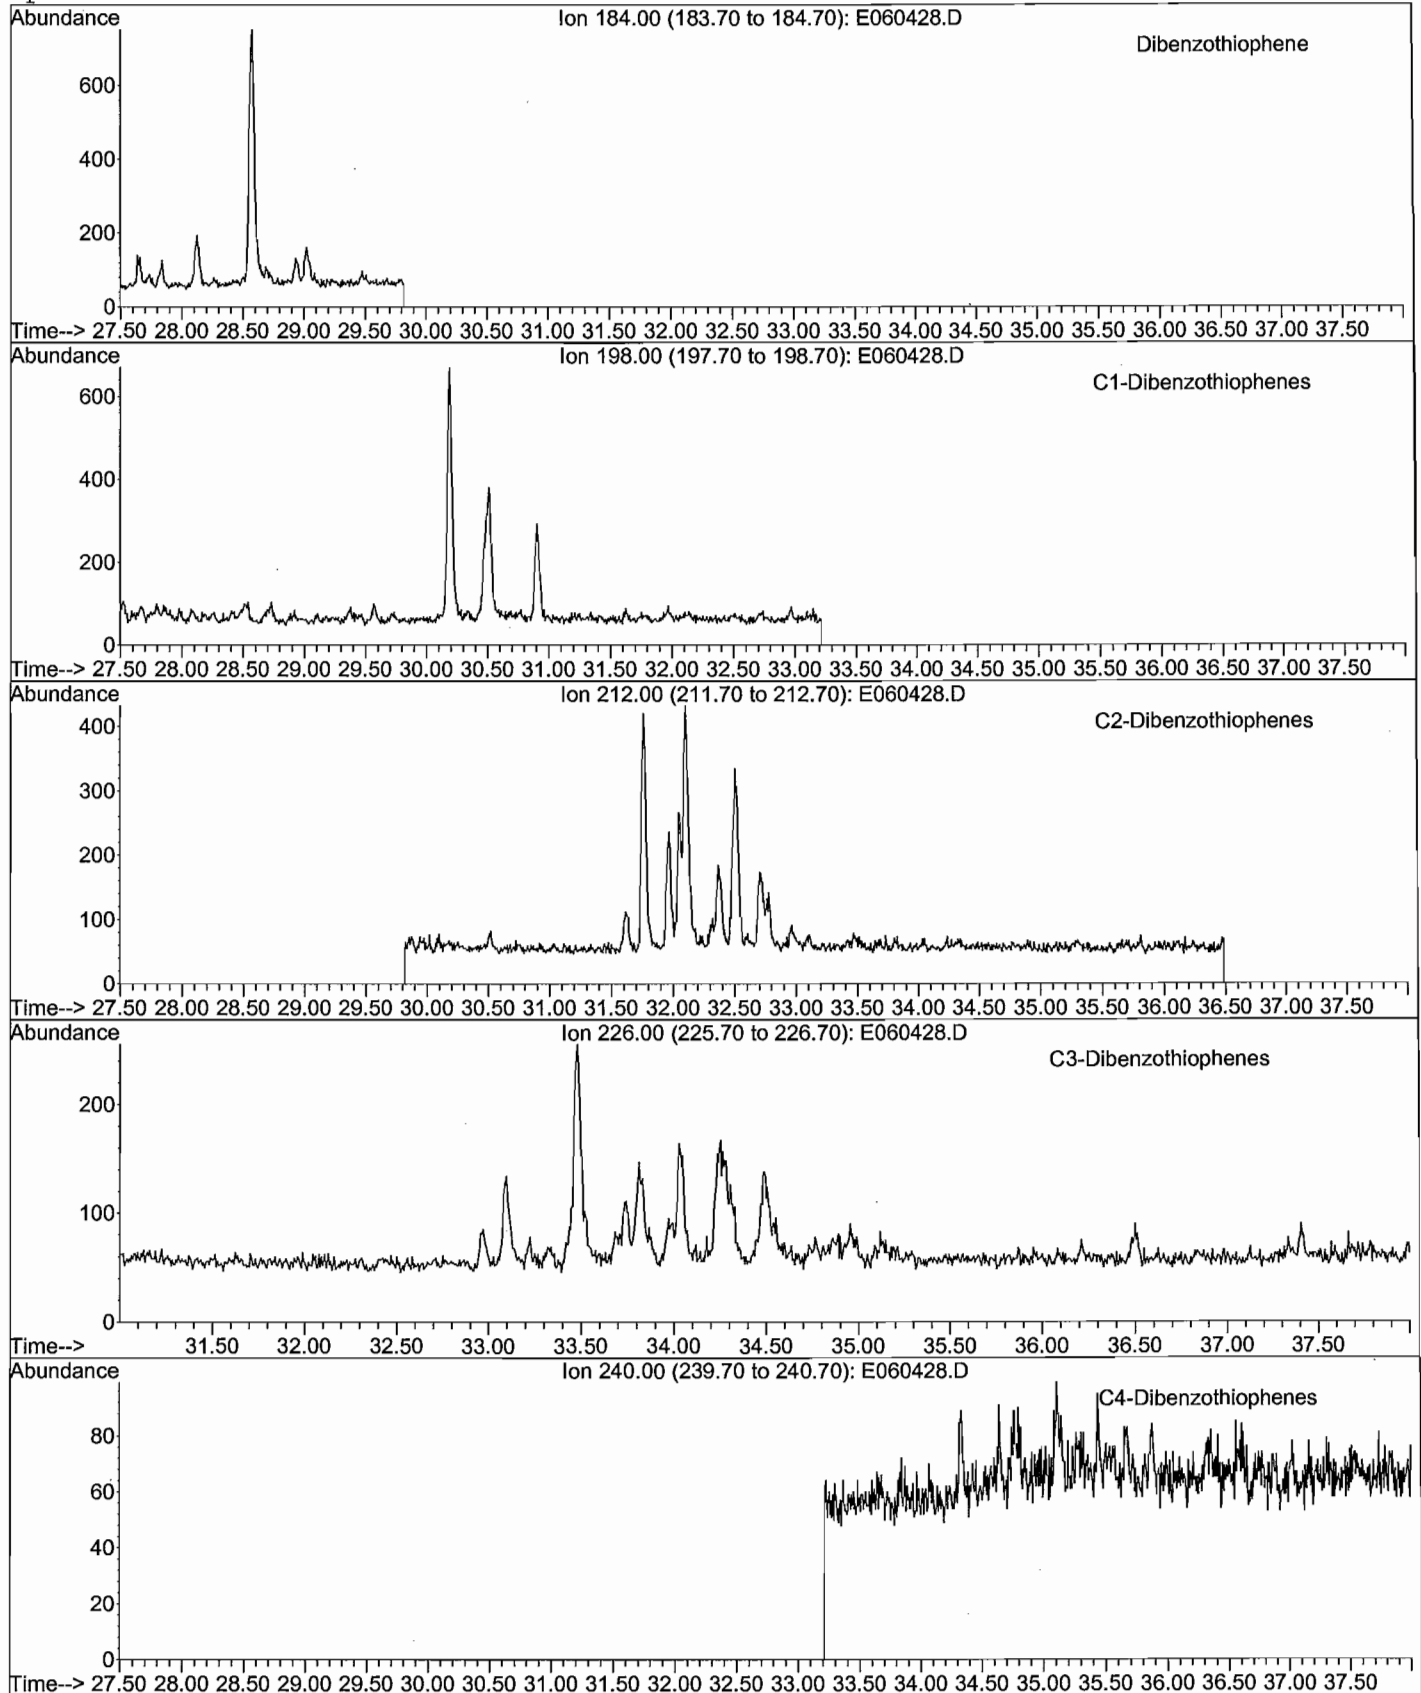 Abundance Ion 184.00 (183.70 to 184.70): E060428.D
Dibenzothiophene
600
400
200
0
Time--> 27.50 28.00 28.50 29.00 29.50 30.00 30.50 31.00 31.50 32.00 32.50 33.00 33.50 34.00 34.50 35.00 35.50 36.00 36.50 37.00 37.50
Abundance Ion 198.00 (197.70 to 198.70): E060428.D
C1-Dibenzothiophenes
600
400
200
0
Time--> 27.50 28.00 28.50 29.00 29.50 30.00 30.50 31.00 31.50 32.00 32.50 33.00 33.50 34.00 34.50 35.00 35.50 36.00 36.50 37.00 37.50
Abundance Ion 212.00 (211.70 to 212.70): E060428.D
C2-Dibenzothiophenes
400
300
200
100
0
Time--> 27.50 28.00 28.50 29.00 29.50 30.00 30.50 31.00 31.50 32.00 32.50 33.00 33.50 34.00 34.50 35.00 35.50 36.00 36.50 37.00 37.50
Abundance Ion 226.00 (225.70 to 226.70): E060428.D
C3-Dibenzothiophenes
200
100
0
Time--> 31.50 32.00 32.50 33.00 33.50 34.00 34.50 35.00 35.50 36.00 36.50 37.00 37.50
Abundance Ion 240.00 (239.70 to 240.70): E060428.D
C4-Dibenzothiophenes
80
60
40
20
0
Time--> 27.50 28.00 28.50 29.00 29.50 30.00 30.50 31.00 31.50 32.00 32.50 33.00 33.50 34.00 34.50 35.00 35.50 36.00 36.50 37.00 37.50